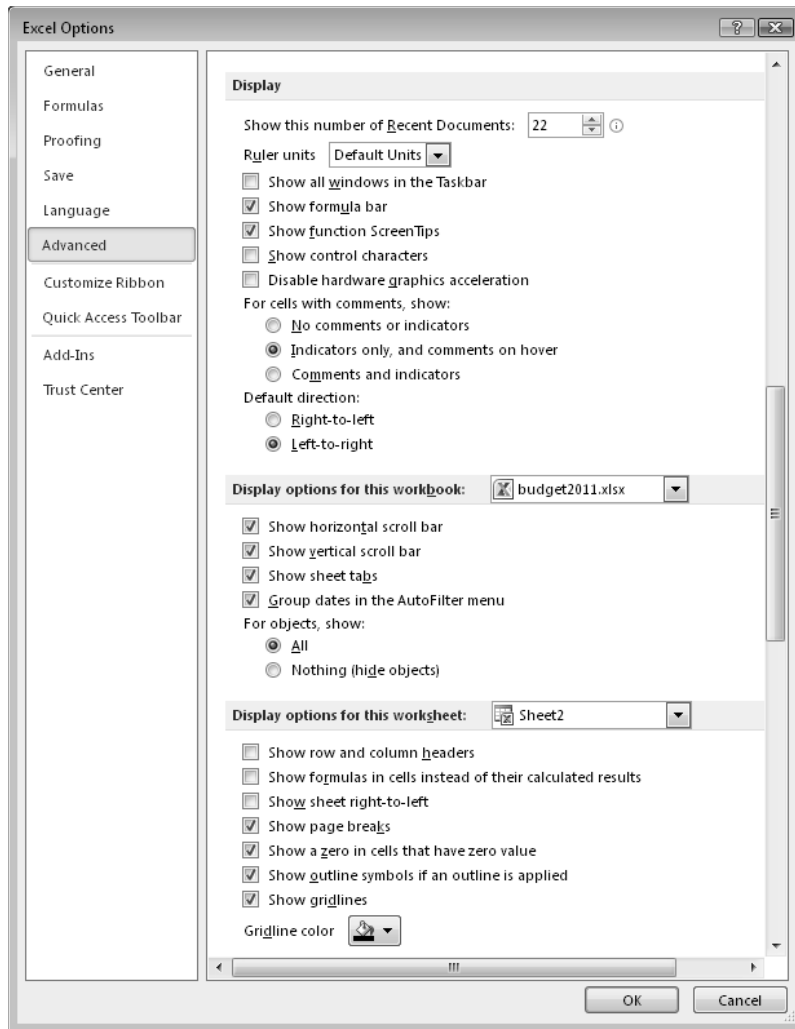 Excel Options
General
Formulas
Proofing
Save
Language
Advanced
Customize Ribbon
Quick Access Toolbar
Add-Ins
Trust Center
Display
Show this number of Recent Documents: 22
Ruler units Default Units
Show all windows in the Taskbar
Show formula bar
Show function ScreenTips
Show control characters
Disable hardware graphics acceleration
For cells with comments, show:
No comments or indicators
Indicators only, and comments on hover
Comments and indicators
Default direction:
Right-to-left
Left-to-right
Display options for this workbook: budget2011.xlsx
Show horizontal scroll bar
Show vertical scroll bar
Show sheet tabs
Group dates in the AutoFilter menu
For objects, show:
All
Nothing (hide objects)
Display options for this worksheet: Sheet2
Show row and column headers
Show formulas in cells instead of their calculated results
Show sheet right-to-left
Show page breaks
Show a zero in cells that have zero value
Show outline symbols if an outline is applied
Show gridlines
Gridline color
OK Cancel